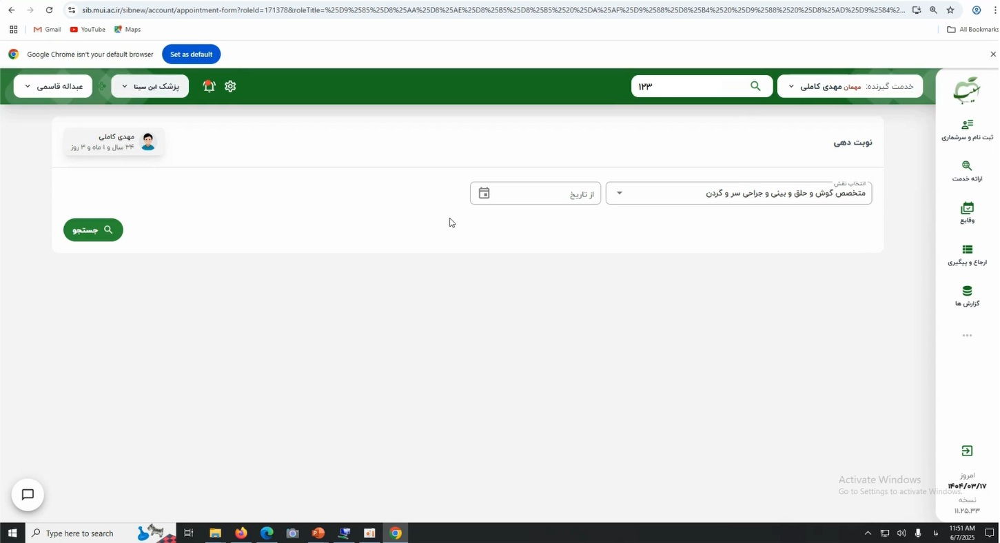 sib.mui.ac.ir/sibnew/account/appointment-form?roleId=171378&roleTitle=%25D9%2585%25D8%25AA%25D8%25AE%25D8%25B5%25D8%25B5%2520%25DA%25AF%25D9%2588%25D8%25B4%2520%25D9%2588%2520%25D8%25AD%25D9%2584%2...
Gmail YouTube Maps All Bookmarks
Google Chrome isn't your default browser Set as default
خدمت گیرنده: مهمان مهدی کاملی ۱۲۳ پزشک ابن سینا عبداله قاسمی
سیب
ثبت نام و سرشماری
ارائه خدمت
وقایع
ارجاع و پیگیری
گزارش ها
نوبت دهی
مهدی کاملی
۳۴ سال و ۱ ماه و ۳ روز
انتخاب نقش
متخصص گوش و حلق و بینی و جراحی سر و گردن
از تاریخ
جستجو
امروز
۱۴۰۴/۰۳/۱۷
نسخه
۱۱.۲۵.۳۳
Activate Windows
Go to Settings to activate Windows.
Type here to search
فا
11:51 AM
6/7/2025